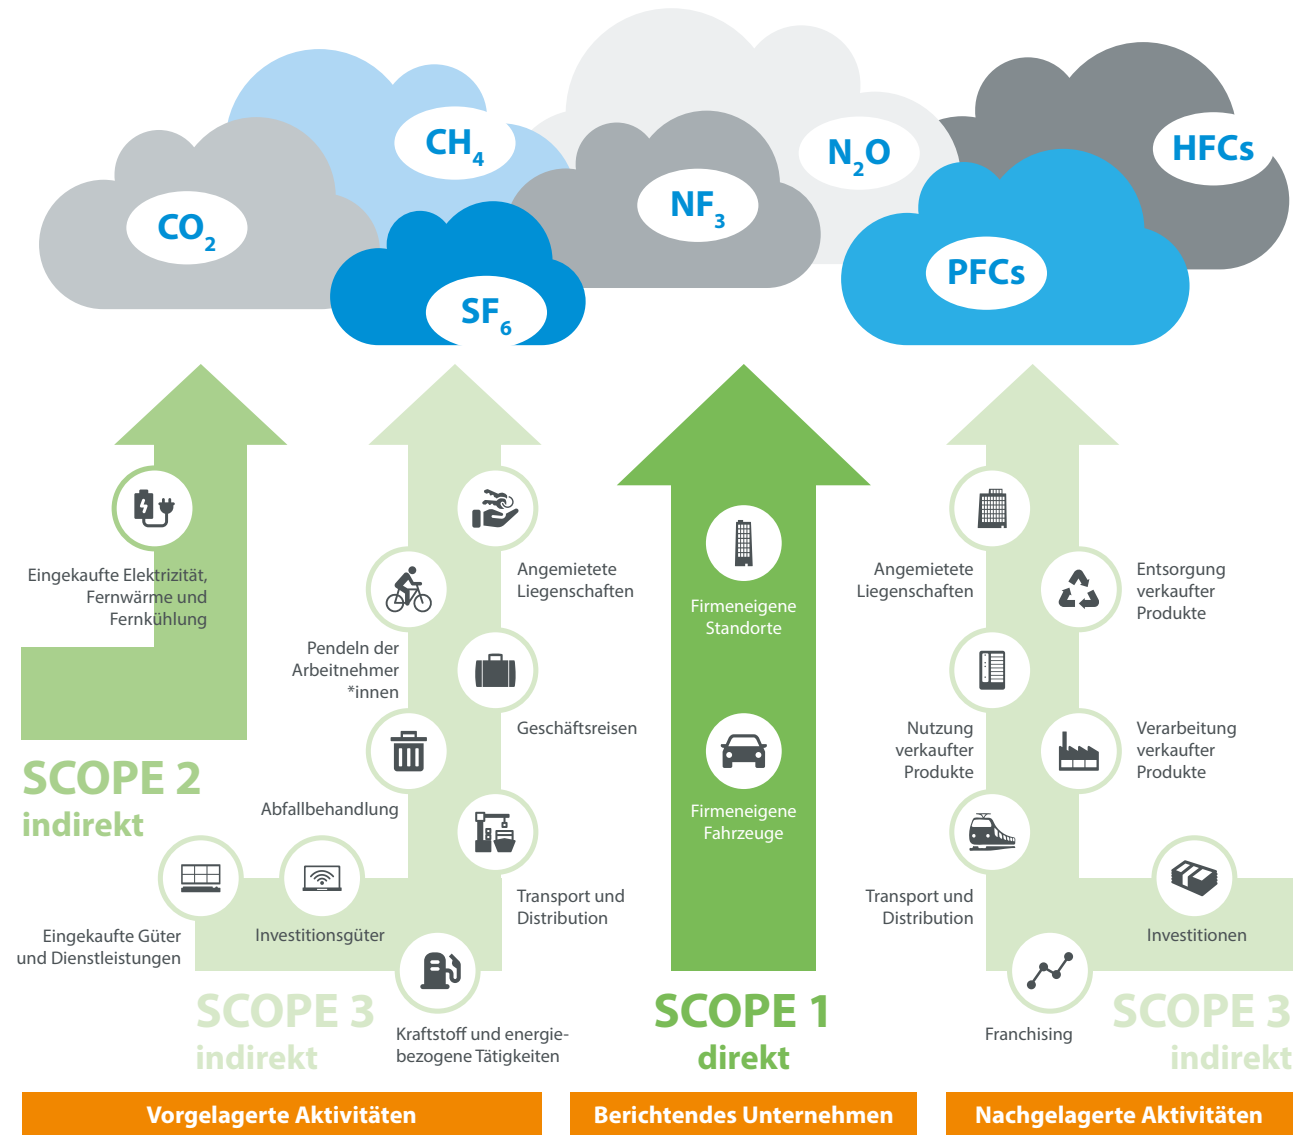 CH₄
N₂O
HFCs
CO₂
NF₃
PFCs
SF₆
Eingekaufte Elektrizität,
Fernwärme und
Fernkühlung
SCOPE 2
indirekt
Angemietete
Liegenschaften
Pendeln der
Arbeitnehmer
*innen
Geschäftsreisen
Abfallbehandlung
Transport und
Distribution
Eingekaufte Güter
und Dienstleistungen
Investitionsgüter
Kraftstoff und energie-
bezogene Tätigkeiten
SCOPE 3
indirekt
Firmeneigene
Standorte
Firmeneigene
Fahrzeuge
SCOPE 1
direkt
Angemietete
Liegenschaften
Entsorgung
verkaufter
Produkte
Nutzung
verkaufter
Produkte
Verarbeitung
verkaufter
Produkte
Transport und
Distribution
Investitionen
Franchising
SCOPE 3
indirekt
Vorgelagerte Aktivitäten
Berichtendes Unternehmen
Nachgelagerte Aktivitäten